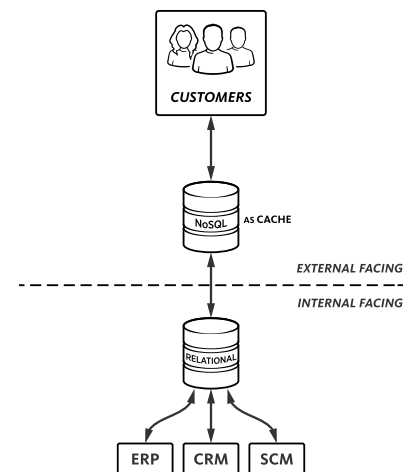 CUSTOMERS
NoSQL
AS CACHE
EXTERNAL FACING
INTERNAL FACING
RELATIONAL
ERP CRM SCM